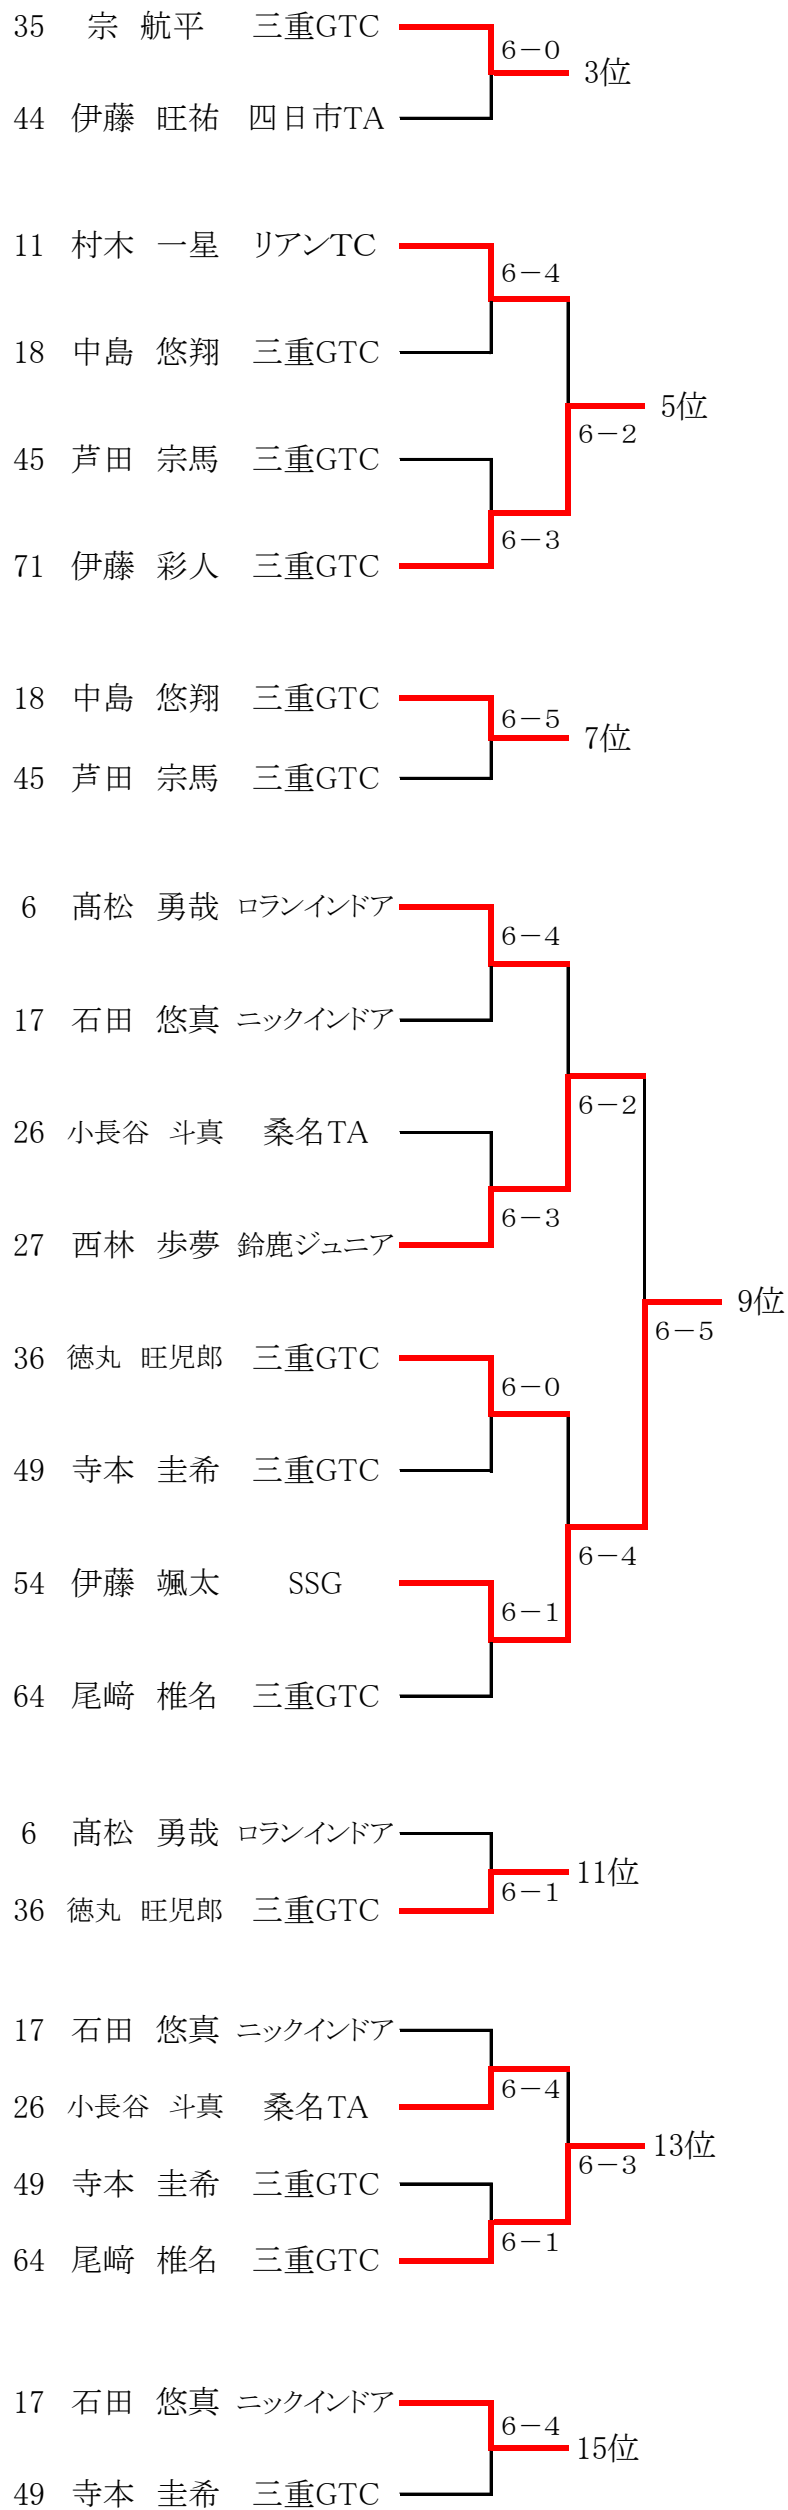 35 宗 航平 三重GTC
6－0
3位
44 伊藤 旺祐 四日市TA
11 村木 一星 リアンTC
6－4
18 中島 悠翔 三重GTC
5位
6－2
45 芦田 宗馬 三重GTC
6－3
71 伊藤 彩人 三重GTC
18 中島 悠翔 三重GTC
6－5
7位
45 芦田 宗馬 三重GTC
6 髙松 勇哉 ロランインドア
6－4
17 石田 悠真 ニックインドア
6－2
26 小長谷 斗真 桑名TA
6－3
27 西林 歩夢 鈴鹿ジュニア
9位
6－5
36 徳丸 旺児郎 三重GTC
6－0
49 寺本 圭希 三重GTC
6－4
54 伊藤 颯太 SSG
6－1
64 尾﨑 椎名 三重GTC
6 髙松 勇哉 ロランインドア
11位
6－1
36 徳丸 旺児郎 三重GTC
17 石田 悠真 ニックインドア
6－4
26 小長谷 斗真 桑名TA
13位
6－3
49 寺本 圭希 三重GTC
6－1
64 尾﨑 椎名 三重GTC
17 石田 悠真 ニックインドア
6－4
15位
49 寺本 圭希 三重GTC